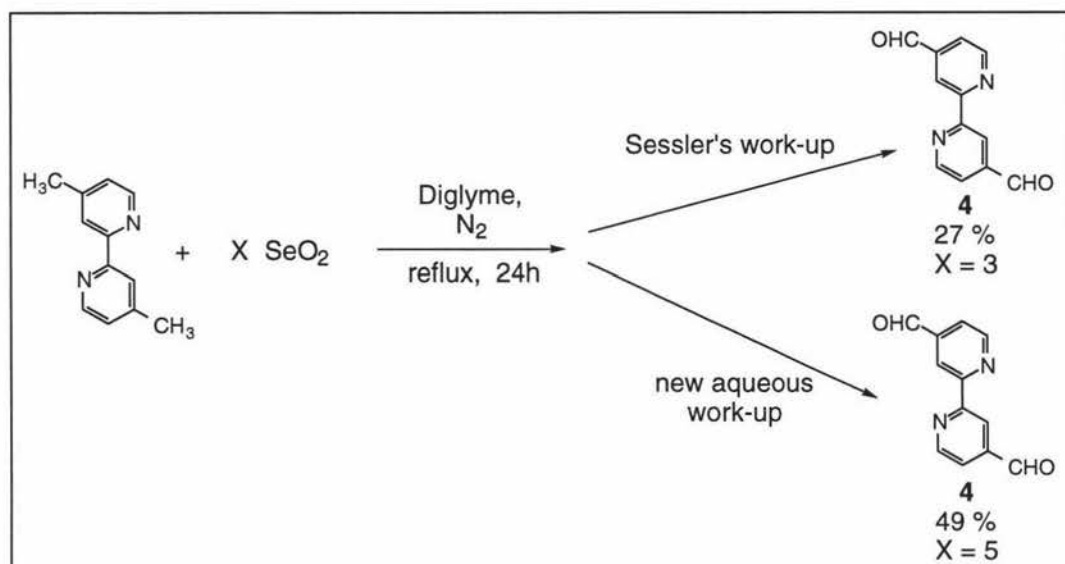 H3C
N
N
CH3
+
X SeO2
Diglyme,
N2
reflux, 24h
Sessler's work-up
new aqueous
work-up
OHC
N
N
CHO
4
27 %
X = 3
OHC
N
N
CHO
4
49 %
X = 5